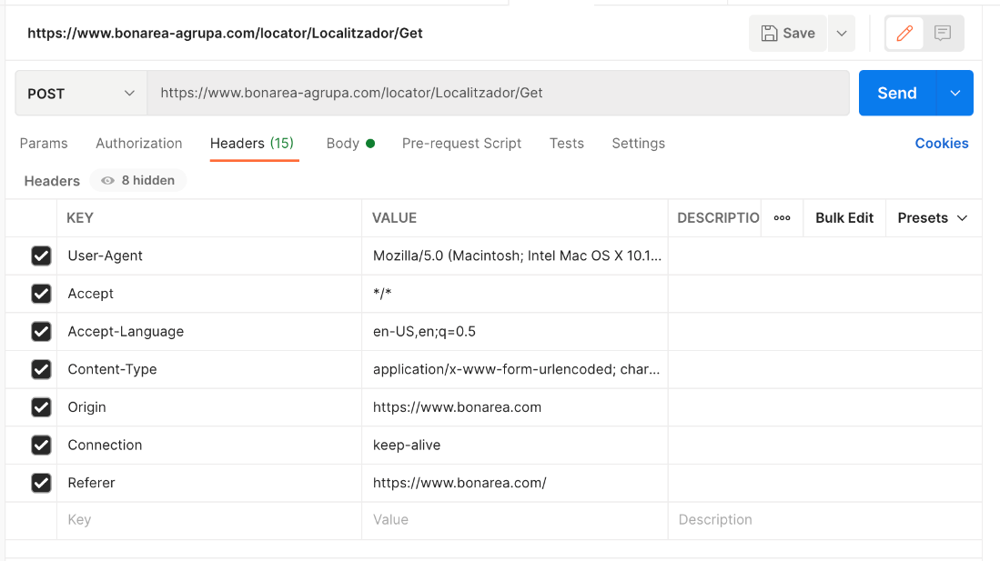 https://www.bonarea-agrupa.com/locator/Localitzador/Get
Save
POST
https://www.bonarea-agrupa.com/locator/Localitzador/Get
Send
Params Authorization Headers (15) Body Pre-request Script Tests Settings Cookies
Headers 8 hidden
KEY VALUE DESCRIPTIO Bulk Edit Presets
User-Agent Mozilla/5.0 (Macintosh; Intel Mac OS X 10.1...
Accept */*
Accept-Language en-US,en;q=0.5
Content-Type application/x-www-form-urlencoded; char...
Origin https://www.bonarea.com
Connection keep-alive
Referer https://www.bonarea.com/
Key Value Description